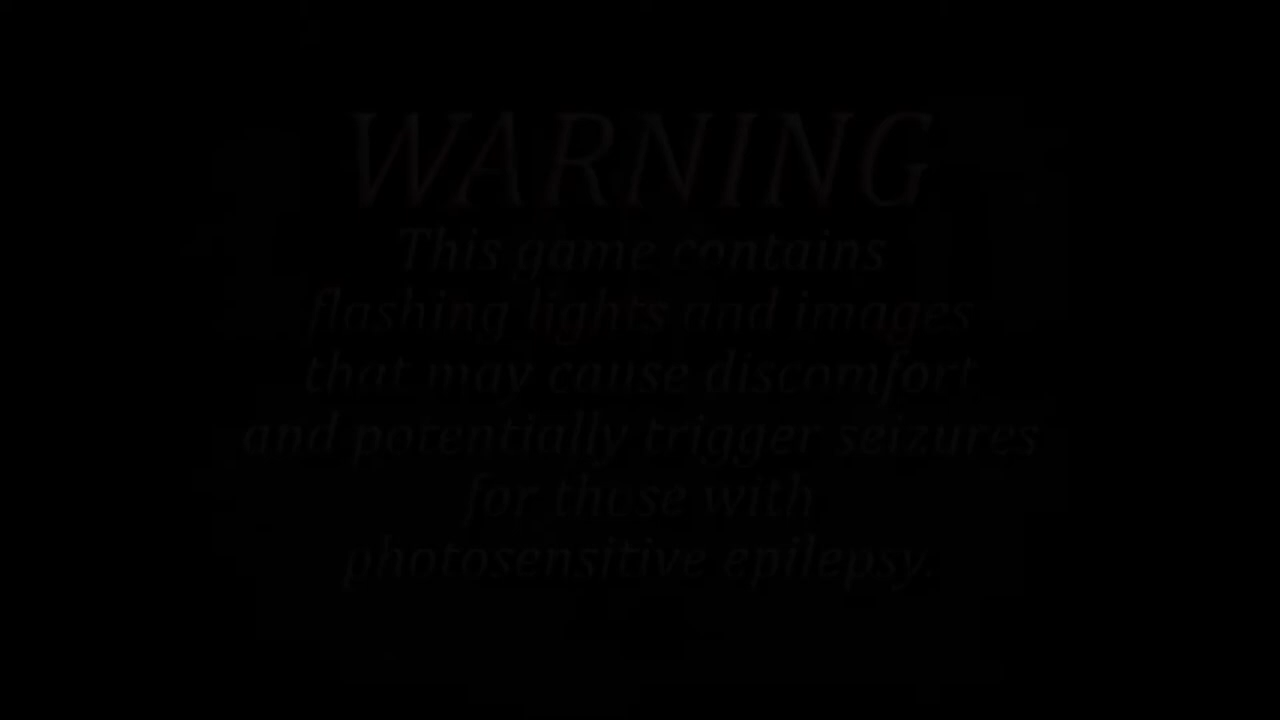 WARNING
This game contains
flashing lights and images
that may cause discomfort
and potentially trigger seizures
for those with
photosensitive epilepsy.